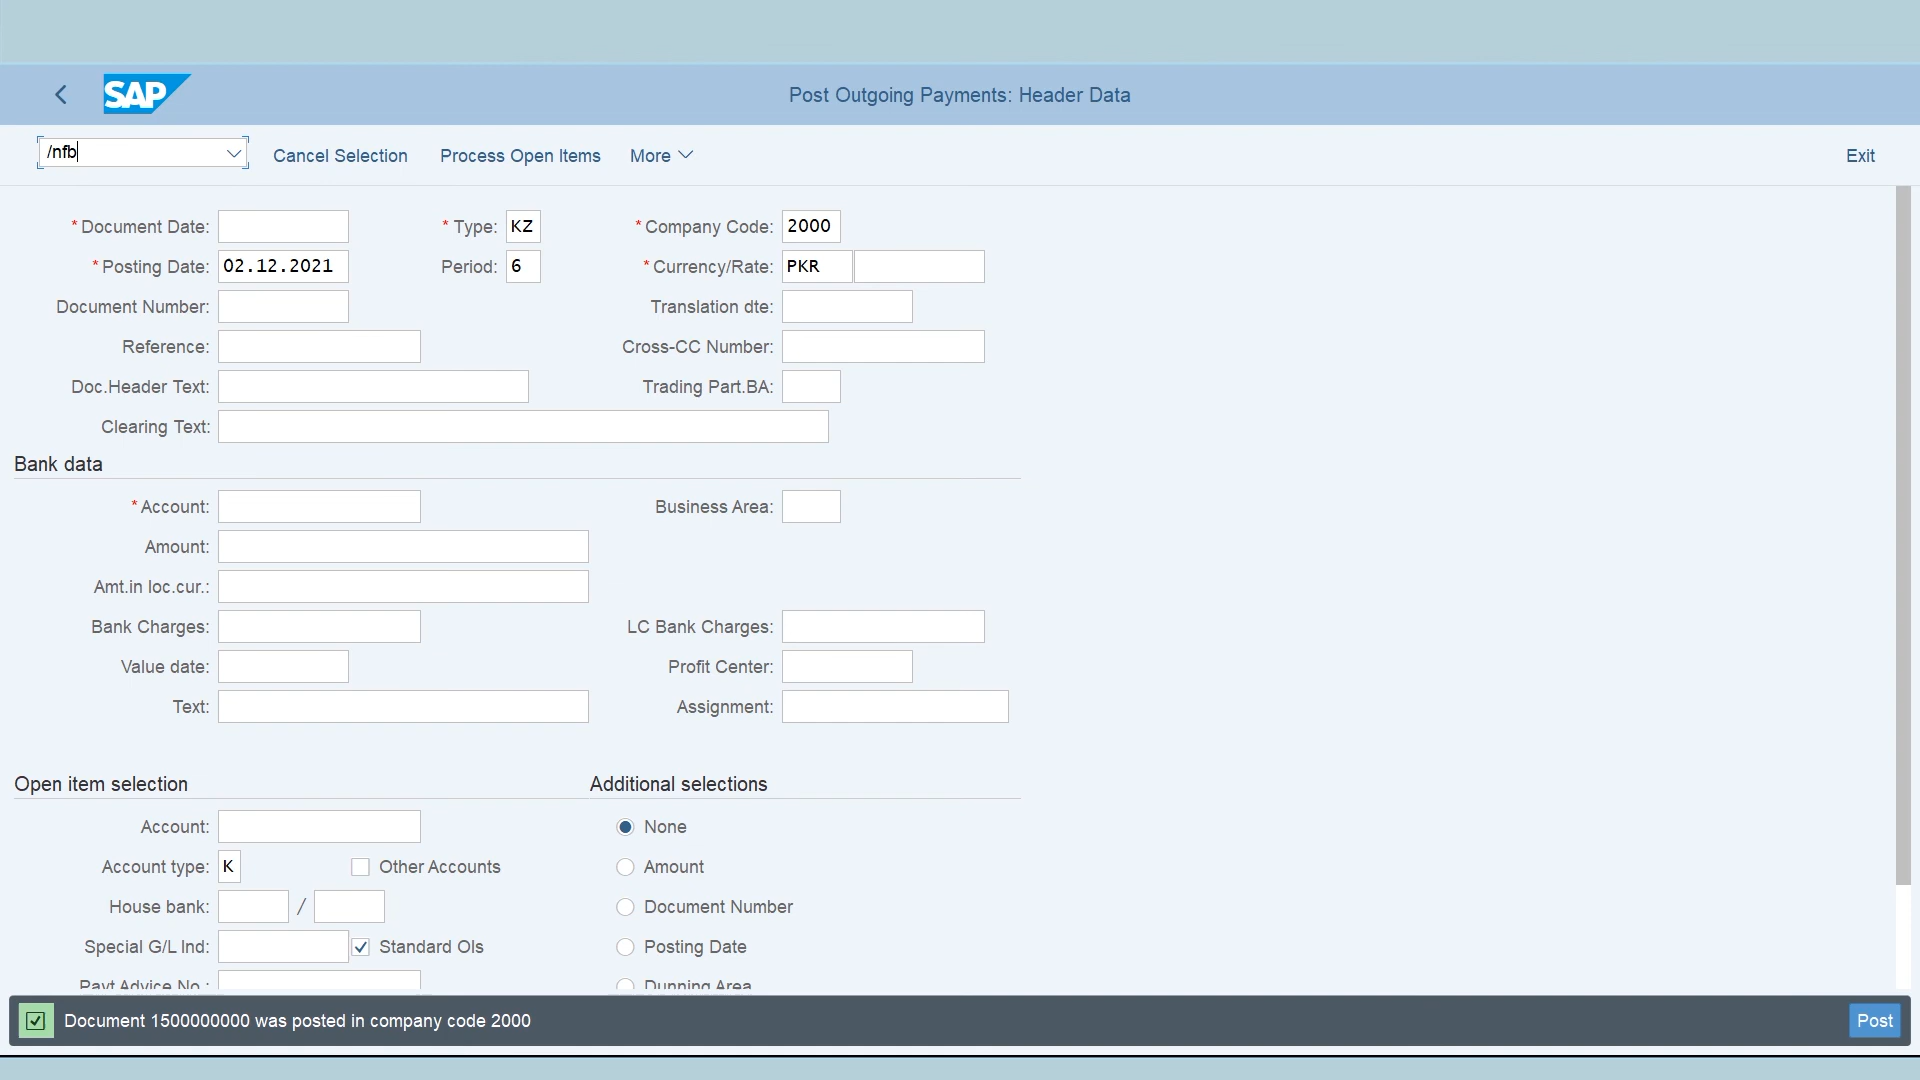 SAP
Post Outgoing Payments: Header Data
/nfb
Cancel Selection
Process Open Items
More
Exit
* Document Date:
* Type: KZ
* Company Code: 2000
* Posting Date: 02.12.2021
Period: 6
* Currency/Rate: PKR
Document Number:
Translation dte:
Reference:
Cross-CC Number:
Doc.Header Text:
Trading Part.BA:
Clearing Text:
Bank data
* Account:
Business Area:
Amount:
Amt.in loc.cur.:
Bank Charges:
LC Bank Charges:
Value date:
Profit Center:
Text:
Assignment:
Open item selection
Additional selections
Account:
None
Account type: K
Other Accounts
Amount
House bank: /
Document Number
Special G/L Ind:
Standard OIs
Posting Date
Payt Advice No.:
Dunning Area
Document 1500000000 was posted in company code 2000
Post